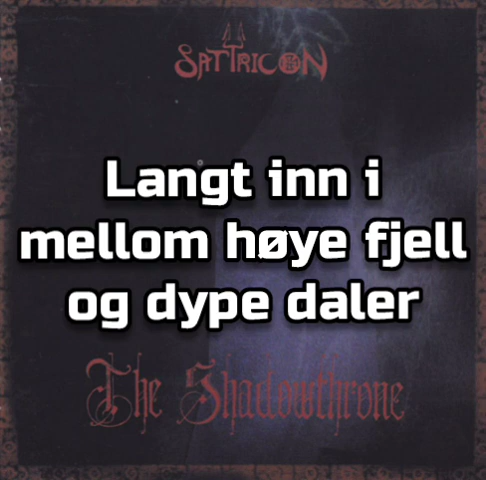 SATYRICON
Langt inn i
mellom høye fjell
og dype daler
The Shadowthrone